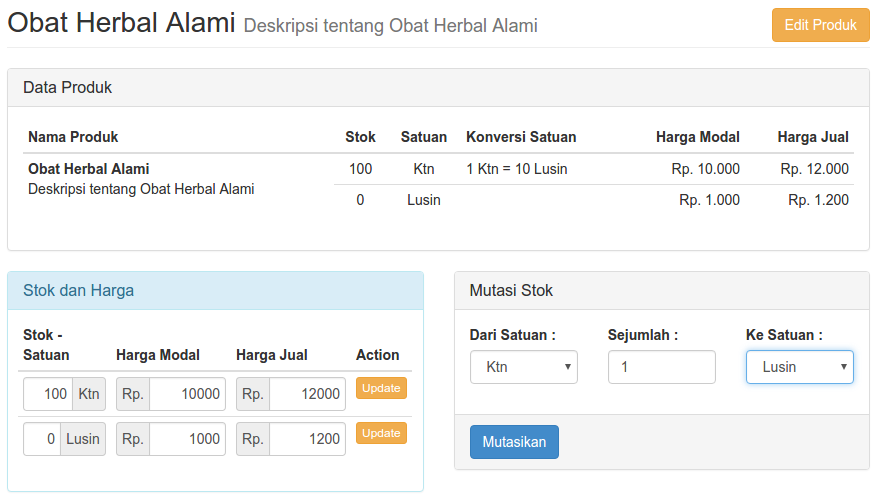 Obat Herbal Alami Deskripsi tentang Obat Herbal Alami
Edit Produk
Data Produk
Nama Produk Stok Satuan Konversi Satuan Harga Modal Harga Jual
Obat Herbal Alami 100 Ktn 1 Ktn = 10 Lusin Rp. 10.000 Rp. 12.000
Deskripsi tentang Obat Herbal Alami
0 Lusin Rp. 1.000 Rp. 1.200
Stok dan Harga
Stok -
Satuan Harga Modal Harga Jual Action
100 Ktn Rp. 10000 Rp. 12000 Update
0 Lusin Rp. 1000 Rp. 1200 Update
Mutasi Stok
Dari Satuan : Sejumlah : Ke Satuan :
Ktn 1 Lusin
Mutasikan